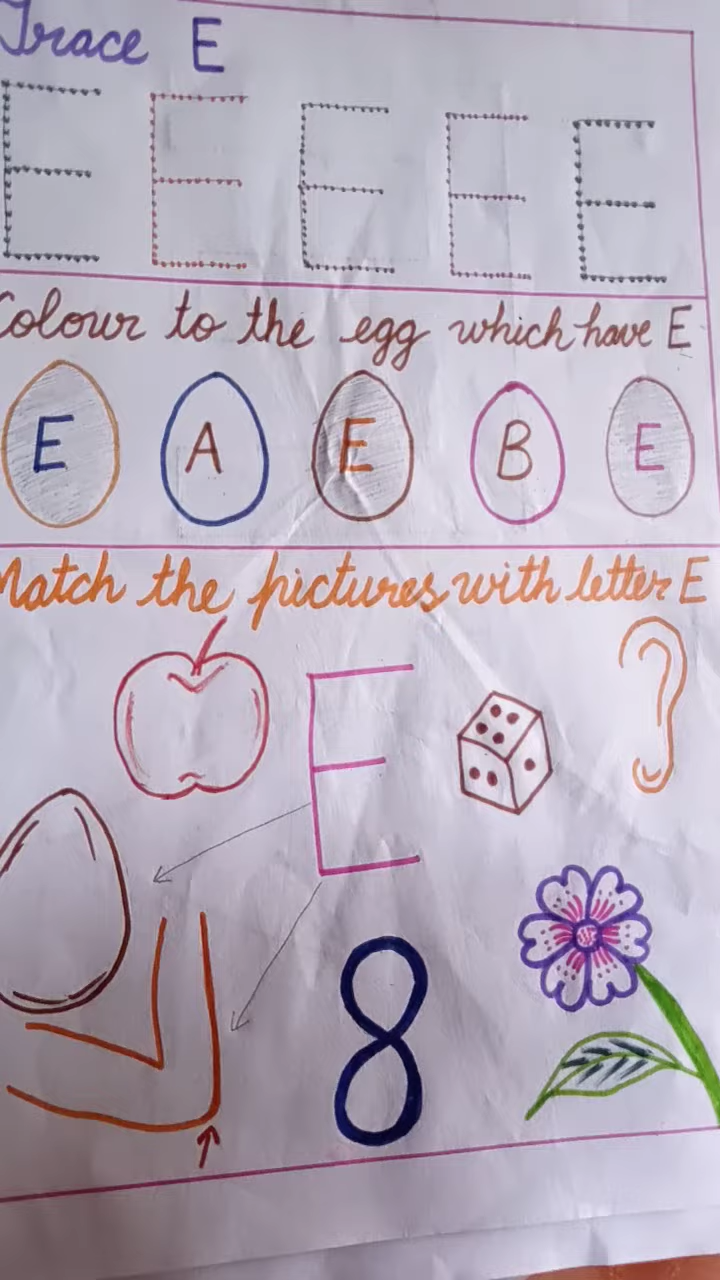 Trace E
E E E E E
Colour to the egg which have E
E A E B E
Match the pictures with letter E
E
8